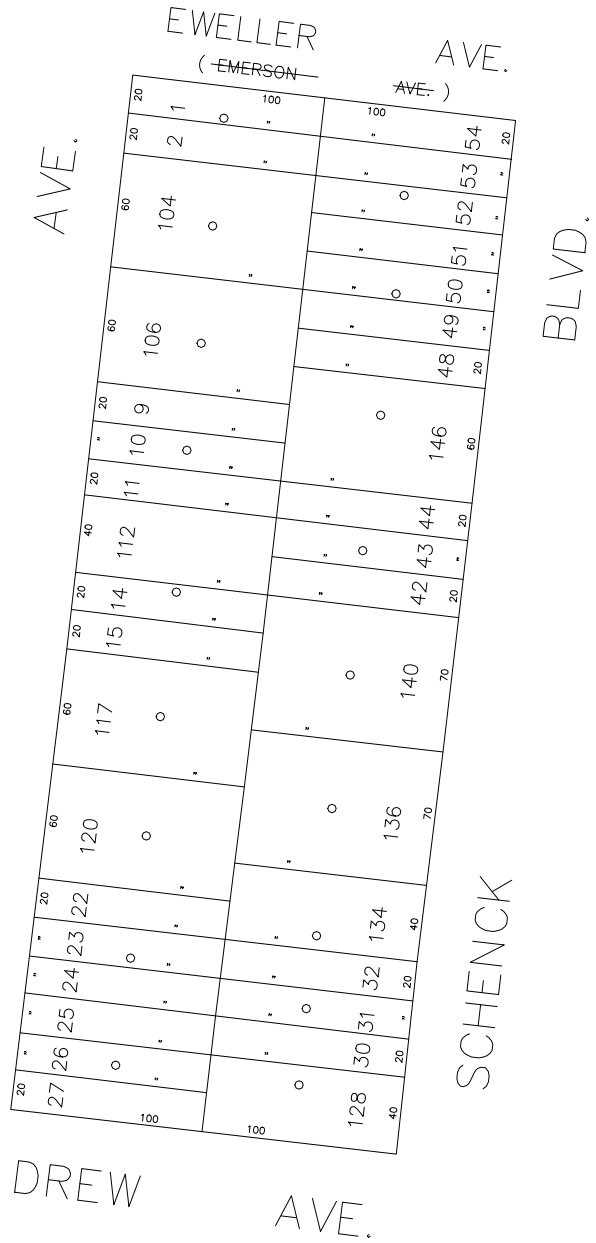 EWELLER AVE.
( EMERSON AVE. )
AVE.
BLVD.
20 1 100 "
20 2 "
60 104 "
60 106 "
20 9 "
" 10 "
20 11 "
40 112 "
20 14 "
20 15 "
60 117 "
60 120 "
20 22 "
" 23 "
" 24 "
" 25 "
" 26 "
20 27 100
100 " 54 20
" 53 "
" 52 "
" 51 "
" 50 "
" 49 "
" 48 20
" 146 60
" 44 20
" 43 "
" 42 20
" 140 70
" 136 70
" 134 40
" 32 20
" 31 "
" 30 20
100 128 40
SCHENCK
DREW AVE.